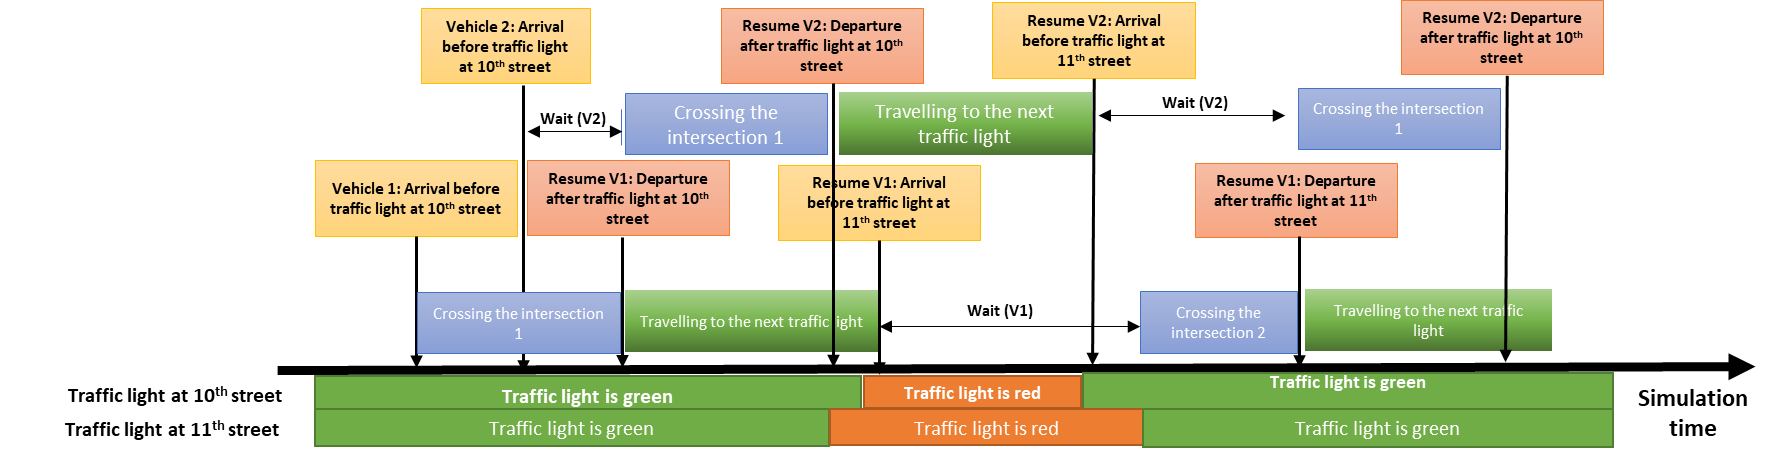 Vehicle 2: Arrival
before traffic light
at 10th street
Resume V2: Departure
after traffic light at 10th
street
Resume V2: Arrival
before traffic light at
11th street
Resume V2: Departure
after traffic light at 10th
street
Wait (V2)
Crossing the
intersection 1
Travelling to the next
traffic light
Wait (V2)
Crossing the intersection
1
Vehicle 1: Arrival before
traffic light at 10th street
Resume V1: Departure
after traffic light at 10th
street
Resume V1: Arrival
before traffic light at
11th street
Resume V1: Departure
after traffic light at 11th
street
Crossing the intersection
1
Travelling to the next traffic light
Wait (V1)
Crossing the
intersection 2
Travelling to the next traffic
light
Traffic light at 10th street
Traffic light is green
Traffic light is red
Traffic light is green
Traffic light at 11th street
Traffic light is green
Traffic light is red
Traffic light is green
Simulation
time